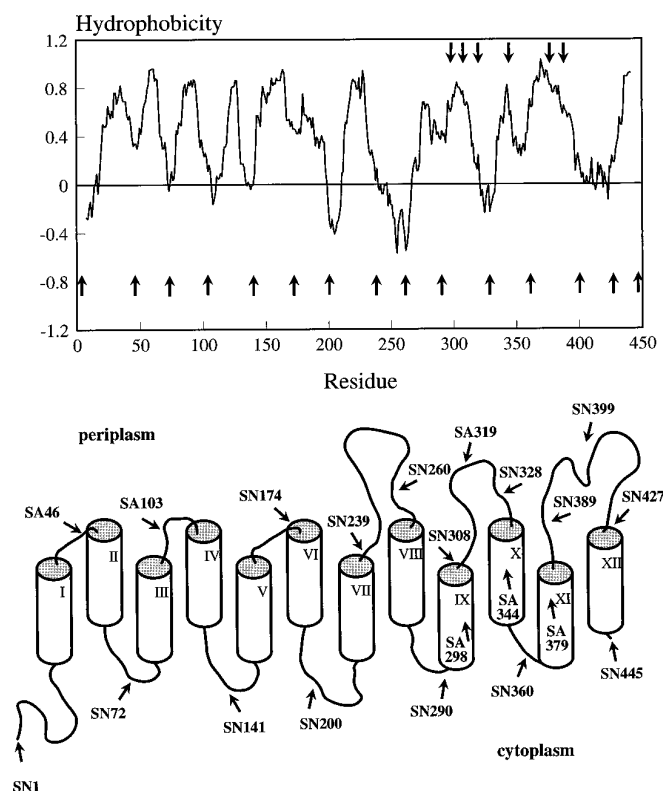 Hydrophobicity
1.2
0.8
0.4
0
-0.4
-0.8
-1.2
0 50 100 150 200 250 300 350 400 450
Residue
periplasm
SN399
SA319
SN260
SN328
SN389
SN427
SA46
SA103
SN174
SN239
SN308
I
II
III
IV
V
VI
VII
VIII
IX
X
XI
XII
SA
344
SA
379
SA
298
SN72
SN141
SN200
SN290
SN360
SN445
cytoplasm
SN1